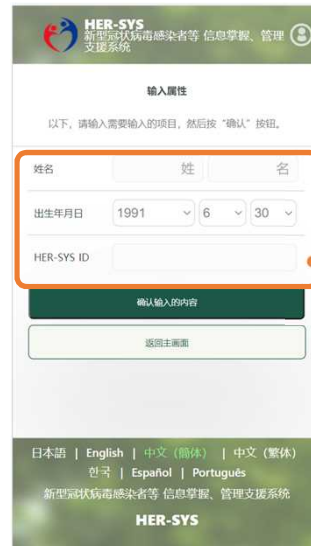 HER-SYS
新型冠状病毒感染者等 信息掌握、管理
支援系统
输入属性
以下，请输入需要输入的项目，然后按“确认”按钮。
姓名 姓 名
出生年月日 1991 6 30
HER-SYS ID
确认输入的内容
返回主画面
日本語 | English | 中文（简体） | 中文（繁体）
한국 | Español | Português
新型冠状病毒感染者等 信息掌握、管理支援系统
HER-SYS